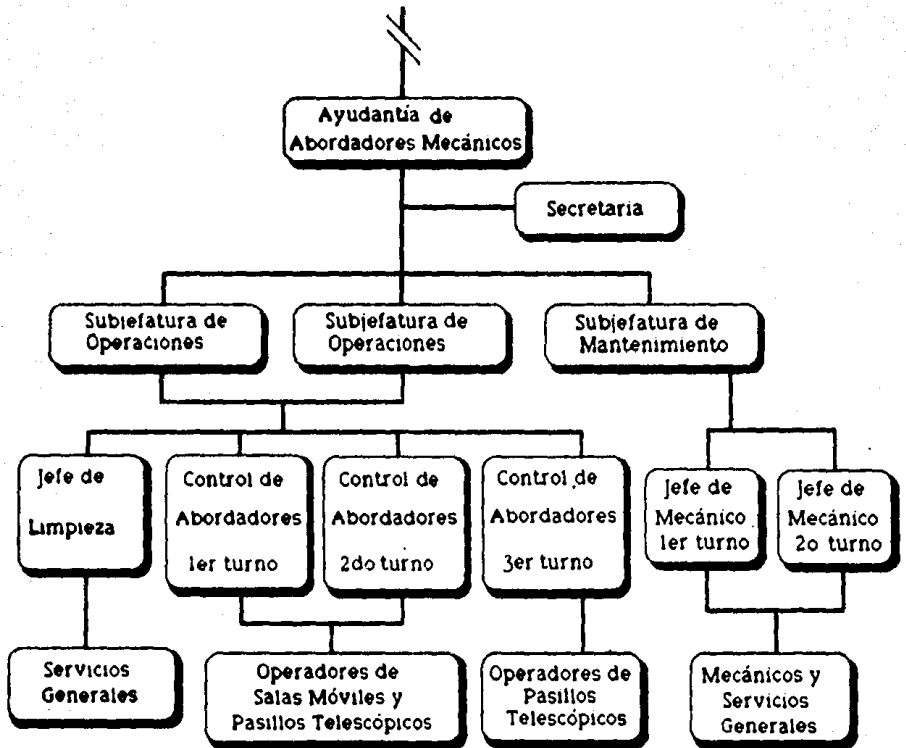 Ayudantía de
Abordadores Mecánicos
Secretaria
Subjefatura de
Operaciones
Subjefatura de
Operaciones
Subjefatura de
Mantenimiento
Jefe de
Limpieza
Control de
Abordadores
1er turno
Control de
Abordadores
2do turno
Control de
Abordadores
3er turno
Jefe de
Mecánico
1er turno
Jefe de
Mecánico
2o turno
Servicios
Generales
Operadores de
Salas Móviles y
Pasillos Telescópicos
Operadores de
Pasillos
Telescópicos
Mecánicos y
Servicios
Generales